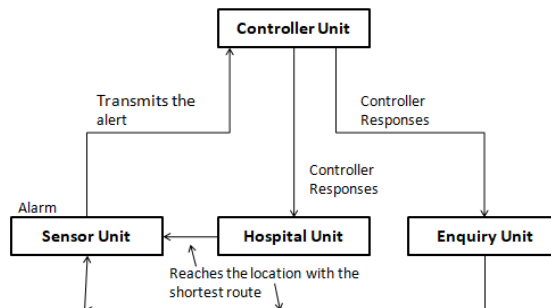 Controller Unit
Transmits the
alert
Controller
Responses
Controller
Responses
Alarm
Sensor Unit
Hospital Unit
Enquiry Unit
Reaches the location with the
shortest route